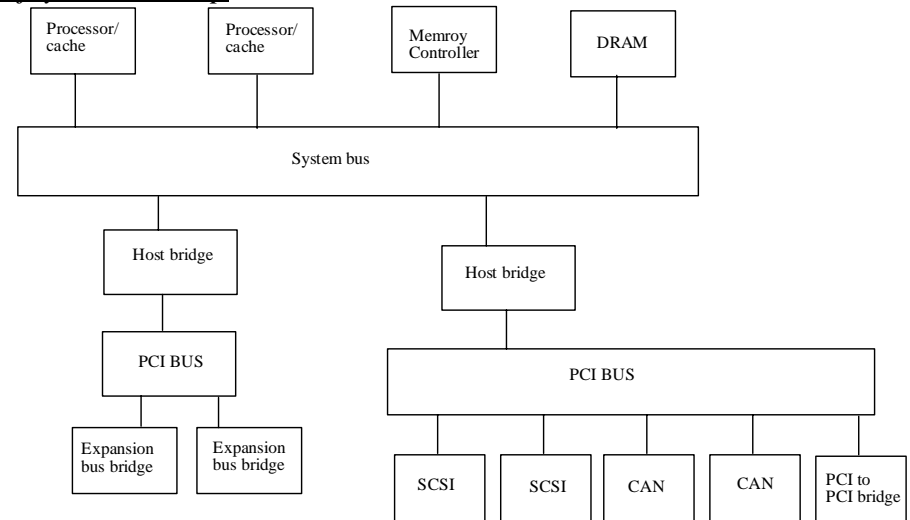 Processor/
cache
Processor/
cache
Memroy
Controller
DRAM
System bus
Host bridge
Host bridge
PCI BUS
PCI BUS
Expansion
bus bridge
Expansion
bus bridge
SCSI
SCSI
CAN
CAN
PCI to
PCI bridge